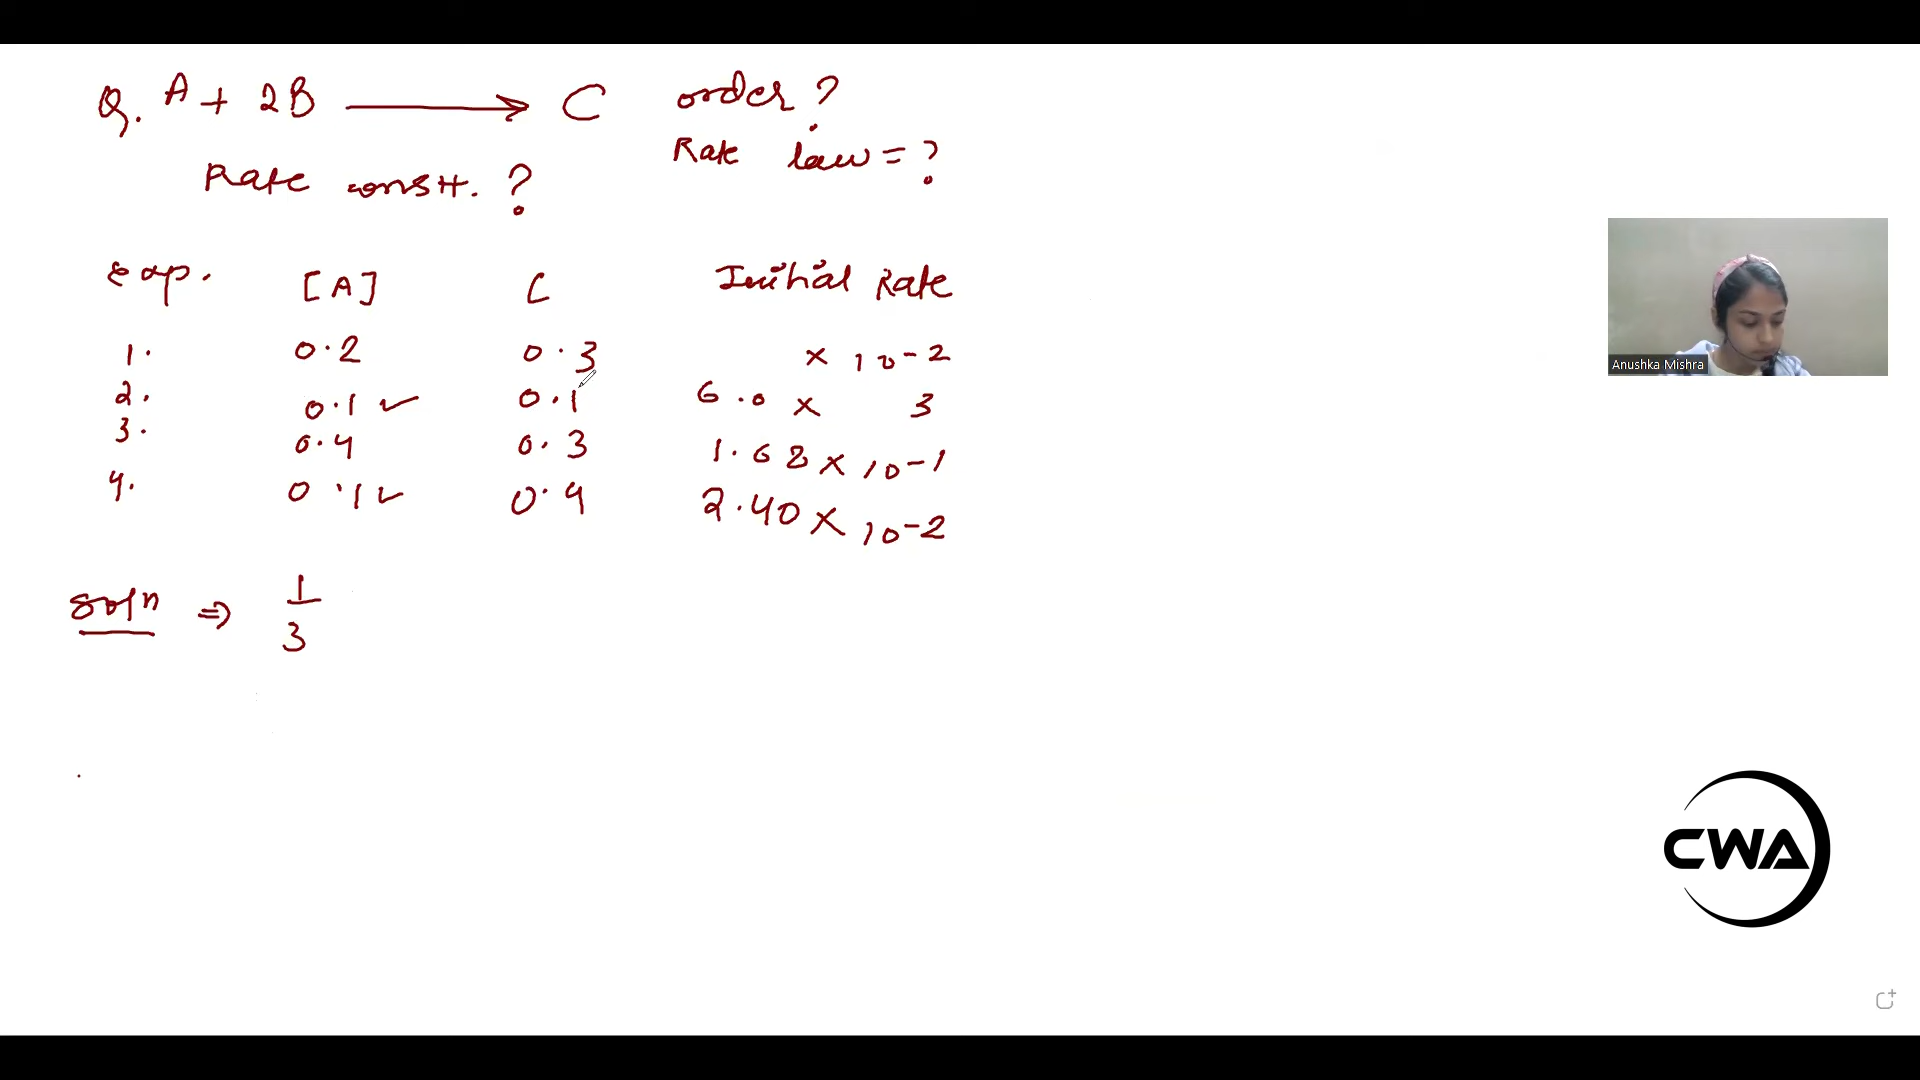 Q. A + 2B ⟶ C order ?
Rate law = ?
Rate constt. ?
exp. [A] C Initial Rate
1. 0.2 0.3 × 10-2
2. 0.1 ✓ 0.1 6.0 × 3
3. 0.4 0.3 1.68 × 10-1
4. 0.1 ✓ 0.4 2.40 × 10-2
Soln ⇒ 1
3
Anushka Mishra
CWA